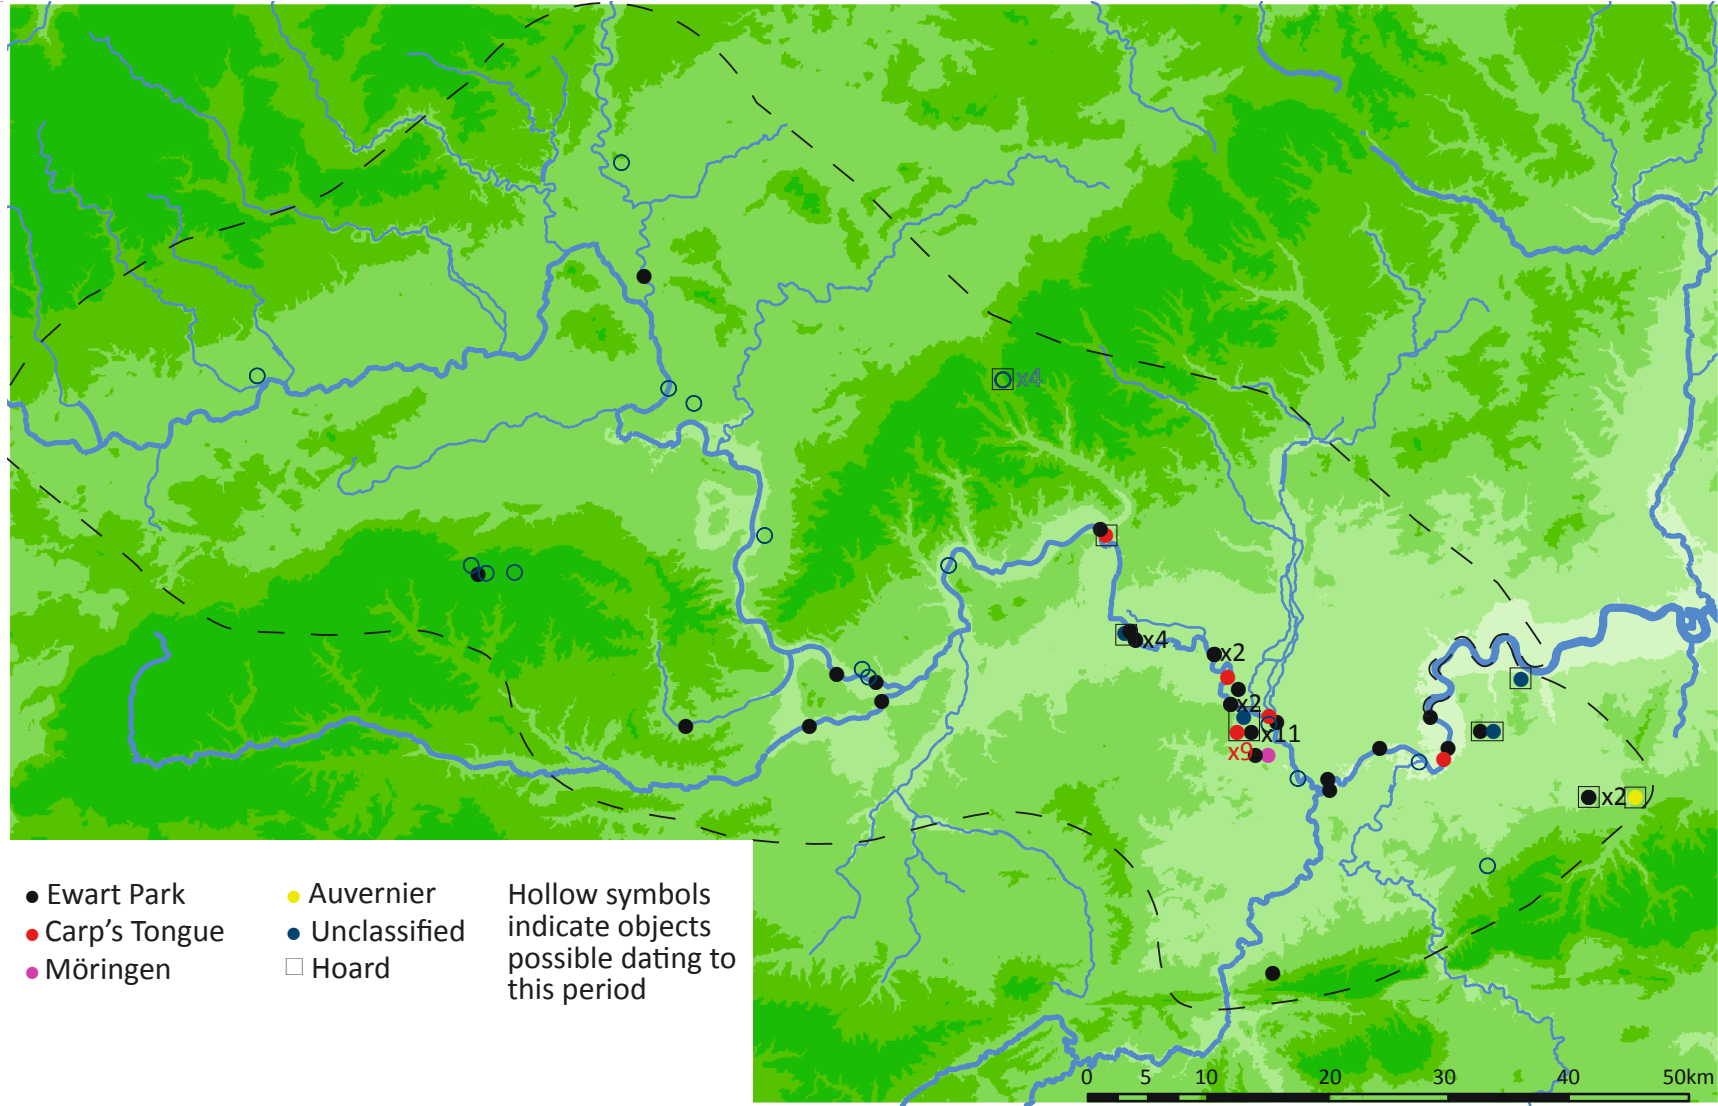 x4
x4
x2
x2
x11
x9
x2
Ewart Park
Carp's Tongue
Möringen
Auvernier
Unclassified
Hoard
Hollow symbols
indicate objects
possible dating to
this period
0 5 10 20 30 40 50km